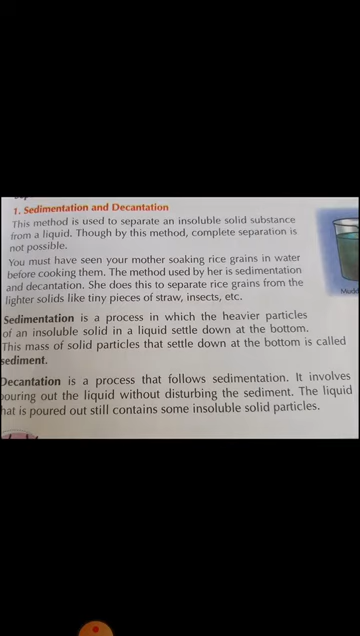 1. Sedimentation and Decantation
This method is used to separate an insoluble solid substance
from a liquid. Though by this method, complete separation is
not possible.
You must have seen your mother soaking rice grains in water
before cooking them. The method used by her is sedimentation
and decantation. She does this to separate rice grains from the
lighter solids like tiny pieces of straw, insects, etc.
Mudd
Sedimentation is a process in which the heavier particles
of an insoluble solid in a liquid settle down at the bottom.
This mass of solid particles that settle down at the bottom is called
sediment.
Decantation is a process that follows sedimentation. It involves
pouring out the liquid without disturbing the sediment. The liquid
hat is poured out still contains some insoluble solid particles.